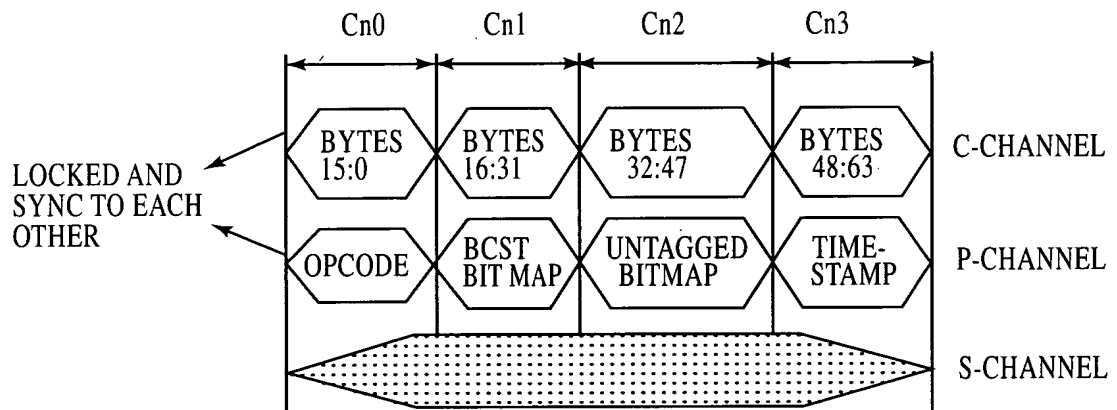 Cn0 Cn1 Cn2 Cn3
BYTES
15:0
BYTES
16:31
BYTES
32:47
BYTES
48:63
C-CHANNEL
LOCKED AND
SYNC TO EACH
OTHER
OPCODE
BCST
BIT MAP
UNTAGGED
BITMAP
TIME-
STAMP
P-CHANNEL
S-CHANNEL